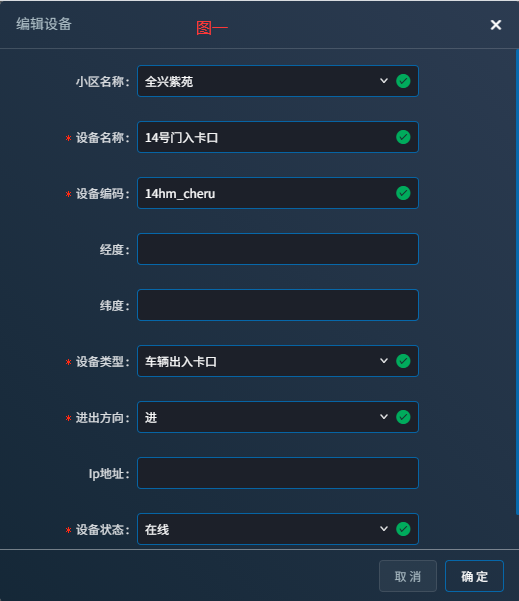 编辑设备
图一
小区名称: 全兴紫苑
* 设备名称: 14号门入卡口
* 设备编码: 14hm_cheru
经度:
纬度:
* 设备类型: 车辆出入卡口
* 进出方向: 进
Ip地址:
* 设备状态: 在线
取 消 确 定